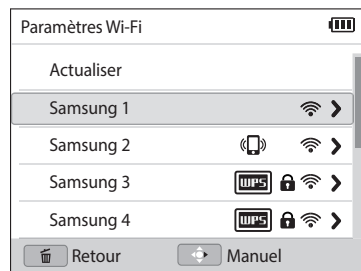 Paramètres Wi-Fi
Actualiser
Samsung 1
Samsung 2
Samsung 3 WPS
Samsung 4 WPS
Retour Manuel